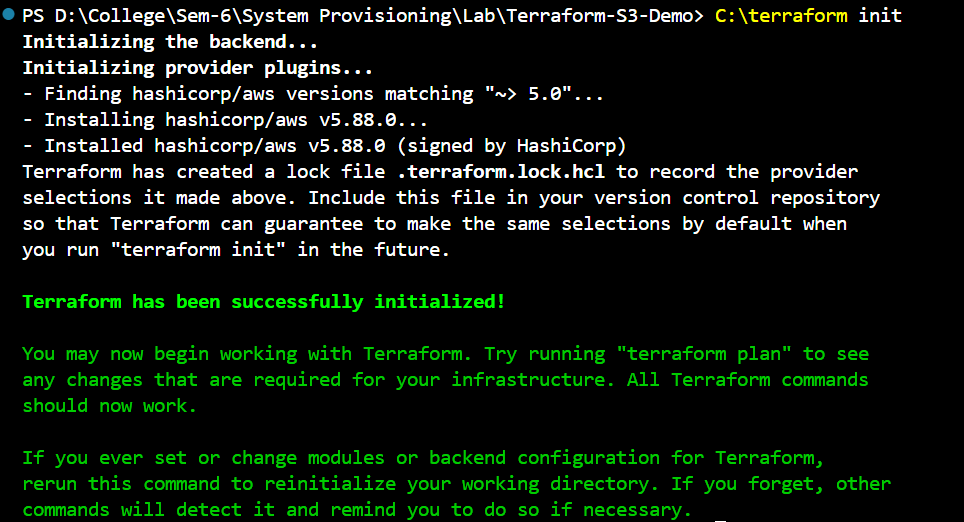 PS D:\College\Sem-6\System Provisioning\Lab\Terraform-S3-Demo> C:\terraform init
Initializing the backend...
Initializing provider plugins...
- Finding hashicorp/aws versions matching "~> 5.0"...
- Installing hashicorp/aws v5.88.0...
- Installed hashicorp/aws v5.88.0 (signed by HashiCorp)
Terraform has created a lock file .terraform.lock.hcl to record the provider
selections it made above. Include this file in your version control repository
so that Terraform can guarantee to make the same selections by default when
you run "terraform init" in the future.

Terraform has been successfully initialized!

You may now begin working with Terraform. Try running "terraform plan" to see
any changes that are required for your infrastructure. All Terraform commands
should now work.

If you ever set or change modules or backend configuration for Terraform,
rerun this command to reinitialize your working directory. If you forget, other
commands will detect it and remind you to do so if necessary.